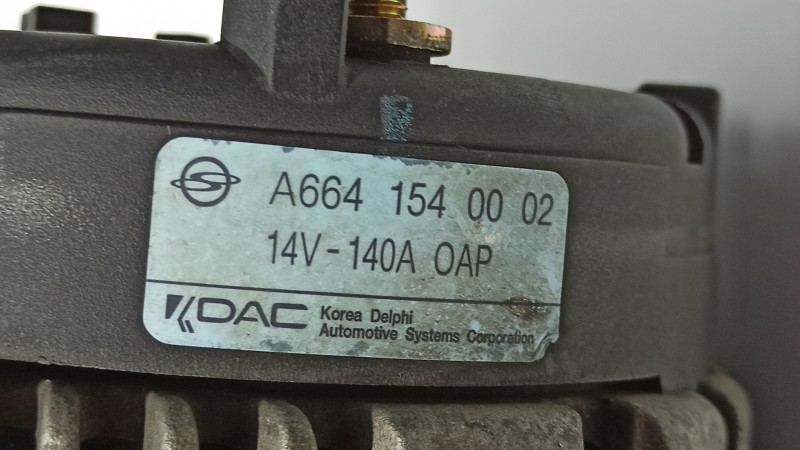 A664 154 00 02
14V-140A OAP
KDAC Korea Delphi
Automotive Systems Corporation